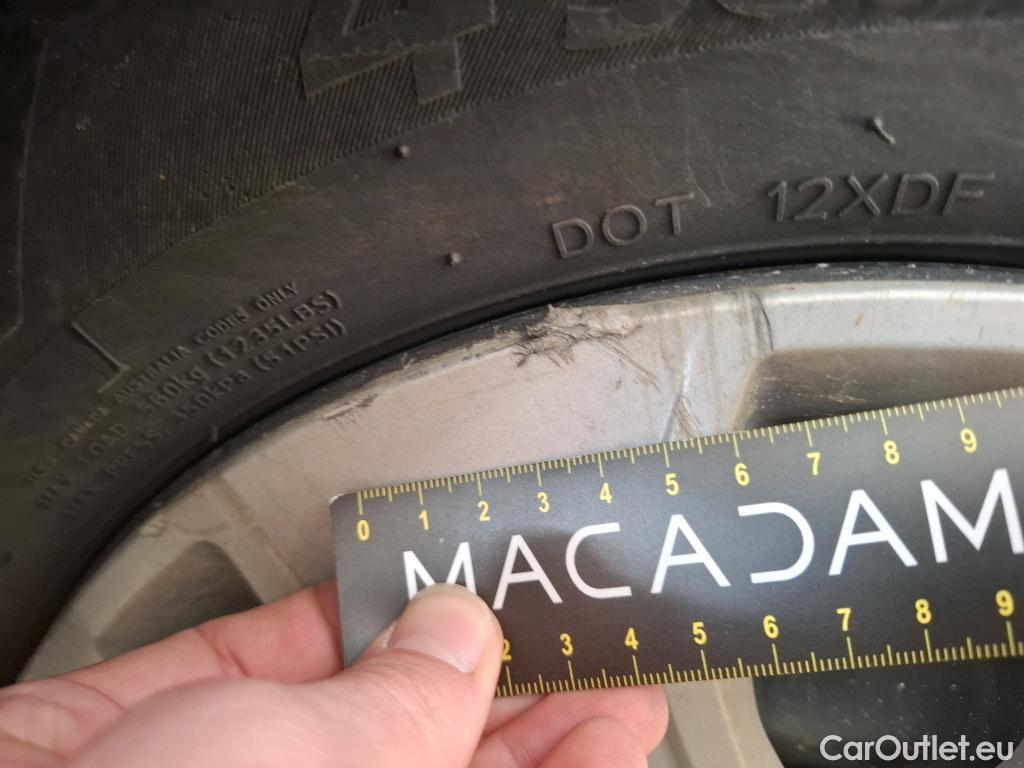 DOT 12XDF
U.S.A. CANADA AUSTRALIA CODES ONLY
MAX LOAD 560kg (1235LBS)
MAX PRESS. 350kPa (51PSI)
0 1 2 3 4 5 6 7 8 9
MACADAM
2 3 4 5 6 7 8 9
CarOutlet.eu